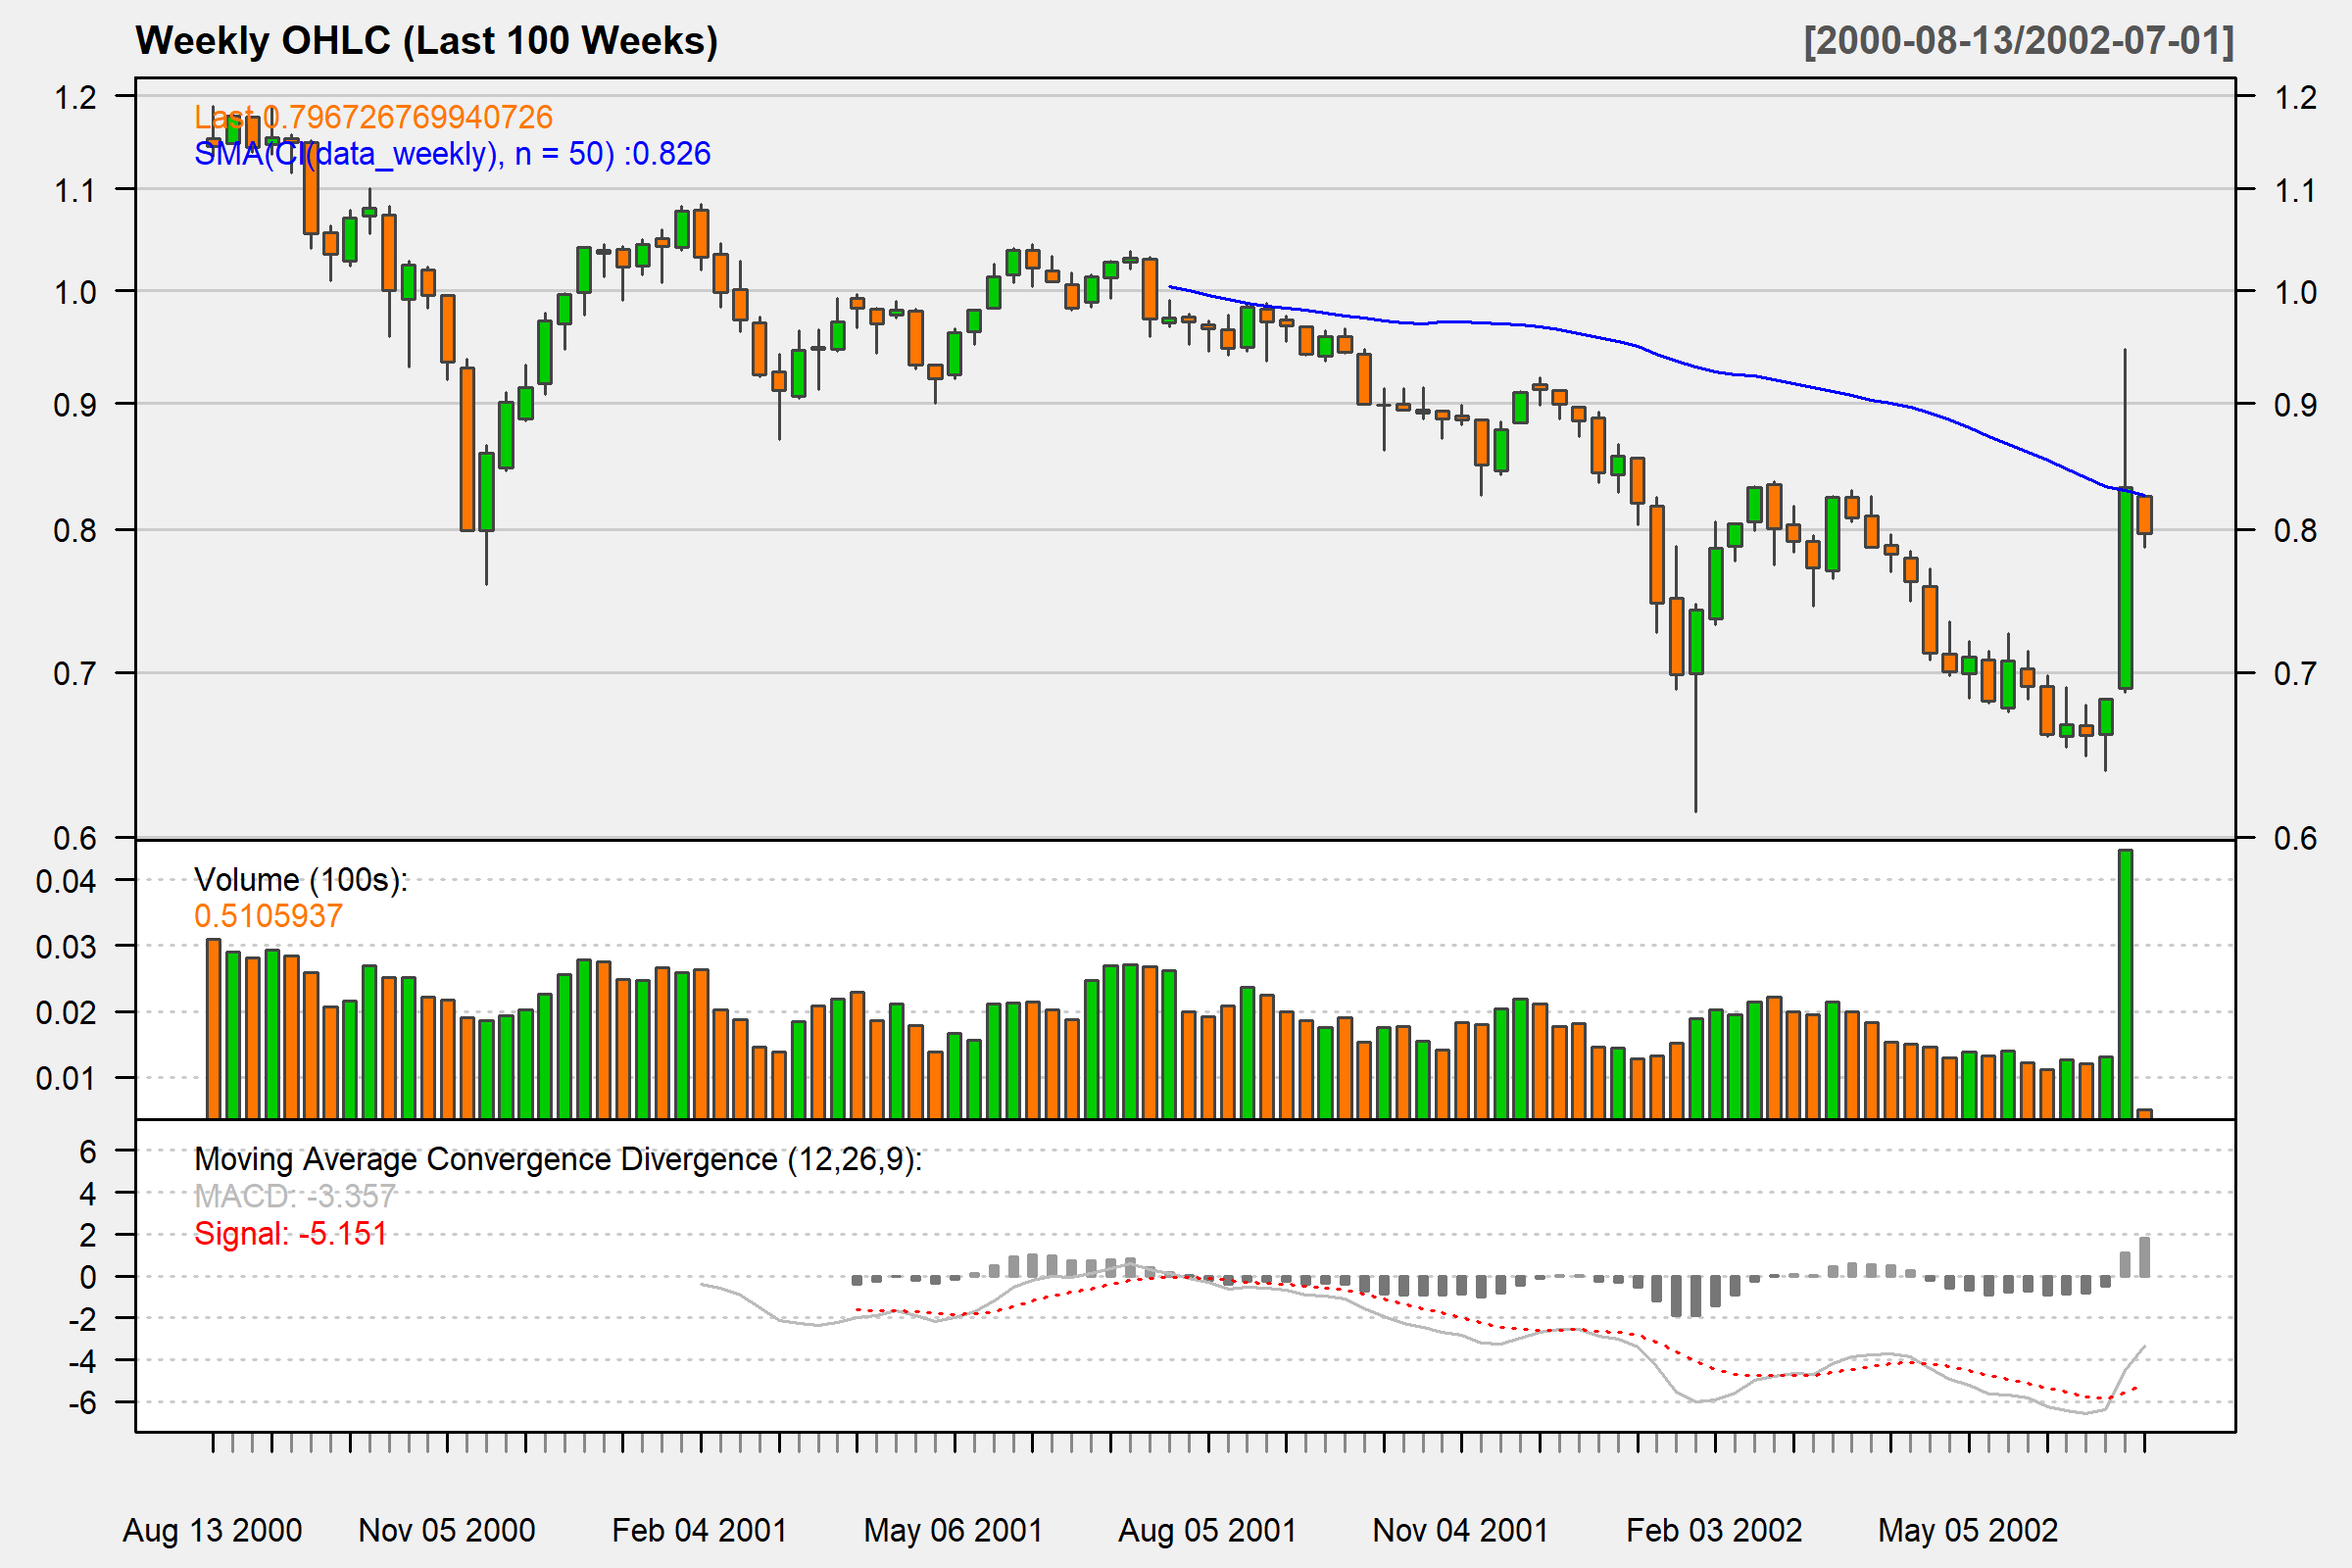 Weekly OHLC (Last 100 Weeks) [2000-08-13/2002-07-01]
Last 0.796726769940726
SMA(Cl(data_weekly), n = 50) :0.826
1.2 1.2
1.1 1.1
1.0 1.0
0.9 0.9
0.8 0.8
0.7 0.7
0.6 0.6
Volume (100s):
0.5105937
0.04
0.03
0.02
0.01
Moving Average Convergence Divergence (12,26,9):
MACD: -3.357
Signal: -5.151
6
4
2
0
-2
-4
-6
Aug 13 2000 Nov 05 2000 Feb 04 2001 May 06 2001 Aug 05 2001 Nov 04 2001 Feb 03 2002 May 05 2002